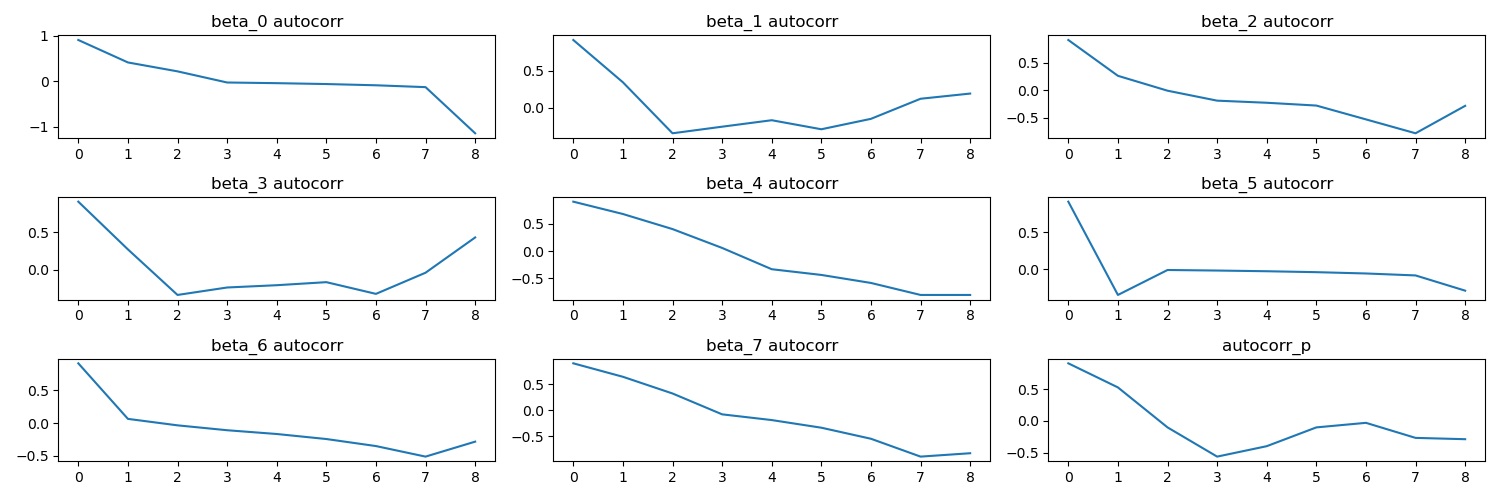 beta_0 autocorr
1
0
−1
0 1 2 3 4 5 6 7 8
beta_1 autocorr
0.5
0.0
0 1 2 3 4 5 6 7 8
beta_2 autocorr
0.5
0.0
−0.5
0 1 2 3 4 5 6 7 8
beta_3 autocorr
0.5
0.0
0 1 2 3 4 5 6 7 8
beta_4 autocorr
0.5
0.0
−0.5
0 1 2 3 4 5 6 7 8
beta_5 autocorr
0.5
0.0
0 1 2 3 4 5 6 7 8
beta_6 autocorr
0.5
0.0
−0.5
0 1 2 3 4 5 6 7 8
beta_7 autocorr
0.5
0.0
−0.5
0 1 2 3 4 5 6 7 8
autocorr_p
0.5
0.0
−0.5
0 1 2 3 4 5 6 7 8